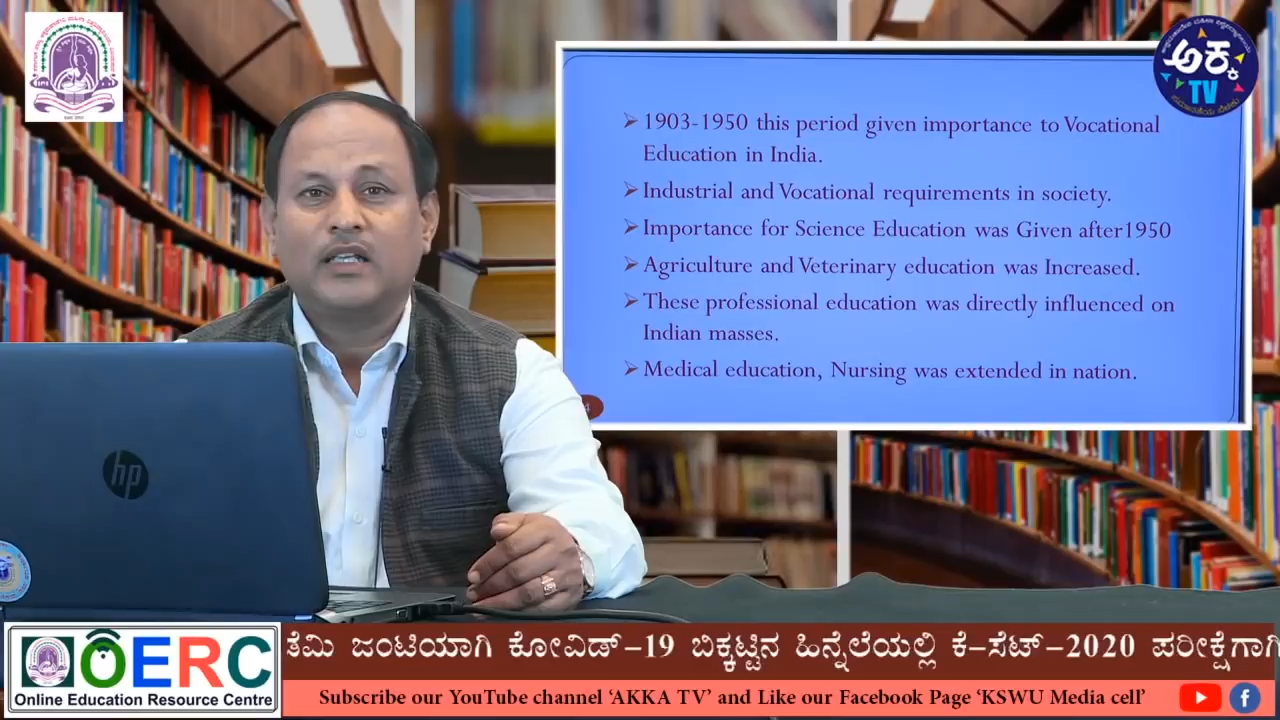 ಅಕ್ಕ
TV
1903-1950 this period given importance to Vocational
Education in India.
Industrial and Vocational requirements in society.
Importance for Science Education was Given after1950
Agriculture and Veterinary education was Increased.
These professional education was directly influenced on
Indian masses.
Medical education, Nursing was extended in nation.
hp
OERC
Online Education Resource Centre
ತೆಮಿ ಜಂಟಿಯಾಗಿ ಕೋವಿಡ್-19 ಬಿಕ್ಕಟ್ಟಿನ ಹಿನ್ನೆಲೆಯಲ್ಲಿ ಕೆ-ಸೆಟ್-2020 ಪರೀಕ್ಷೆಗಾಗಿ
Subscribe our YouTube channel ‘AKKA TV’ and Like our Facebook Page ‘KSWU Media cell’